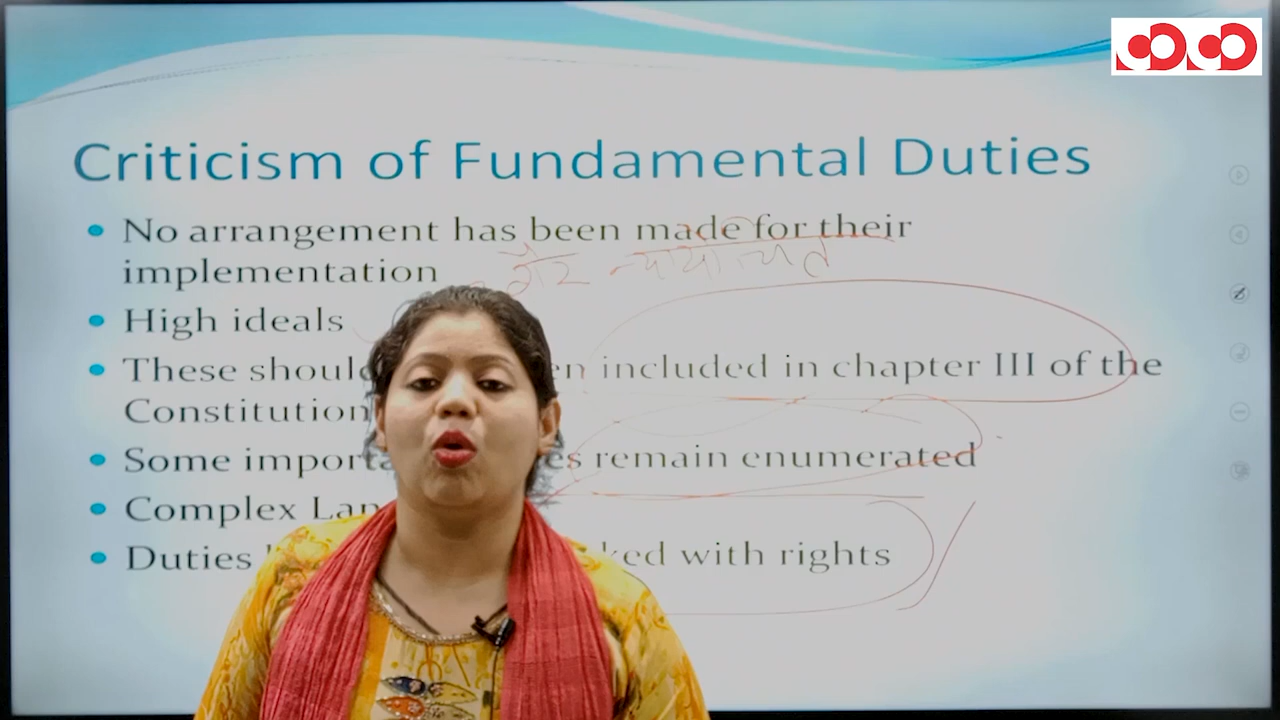 Criticism of Fundamental Duties
• No arrangement has been made for their
implementation
गैर न्यायोचित
• High ideals
• These should en included in chapter III of the
Constitution
• Some importa es remain enumerated
• Complex Lan
• Duties ked with rights